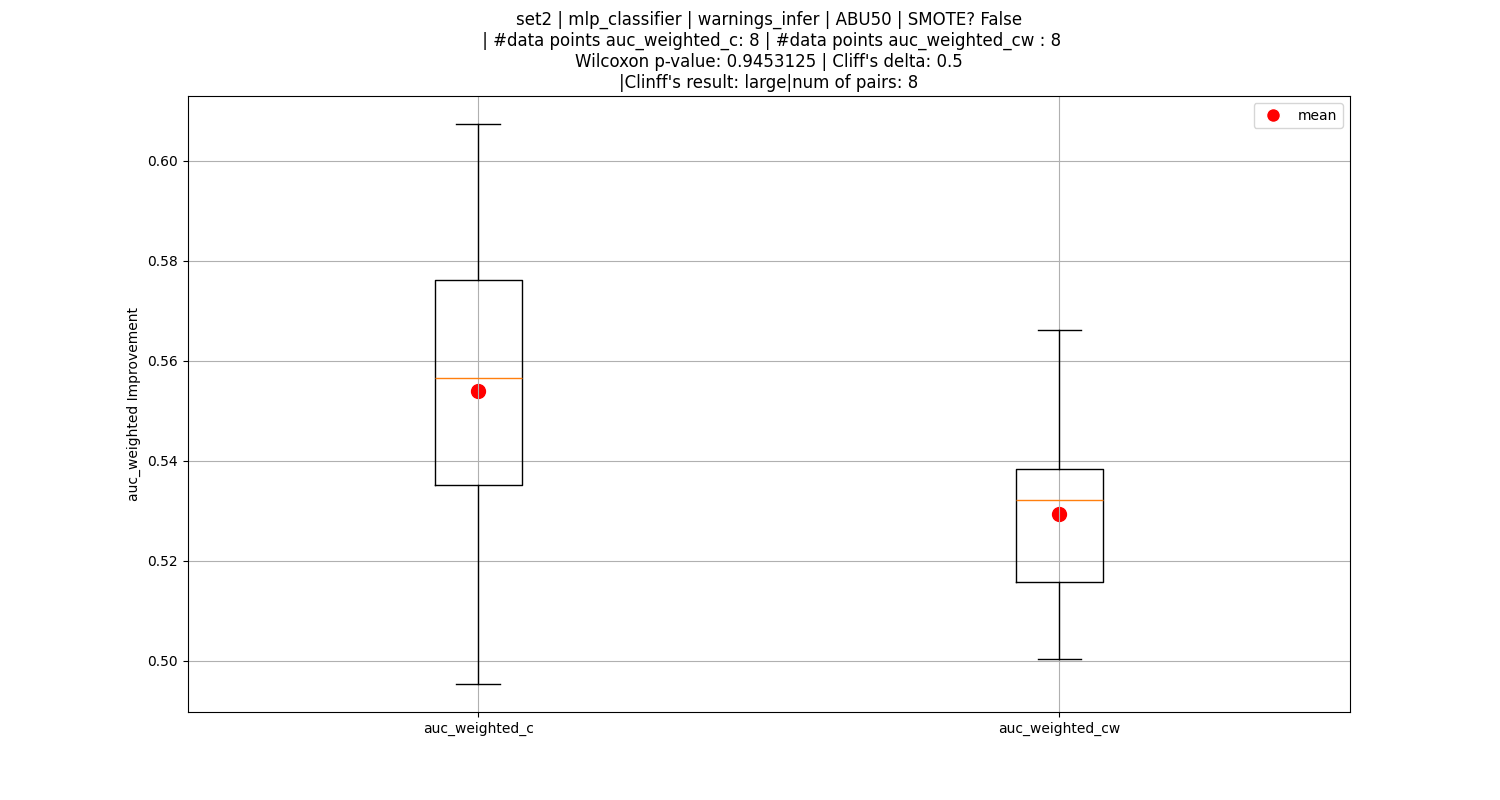 set2 | mlp_classifier | warnings_infer | ABU50 | SMOTE? False
| #data points auc_weighted_c: 8 | #data points auc_weighted_cw : 8
Wilcoxon p-value: 0.9453125 | Cliff's delta: 0.5
|Clinff's result: large|num of pairs: 8
mean
0.60
0.58
0.56
0.54
0.52
0.50
auc_weighted Improvement
auc_weighted_c
auc_weighted_cw